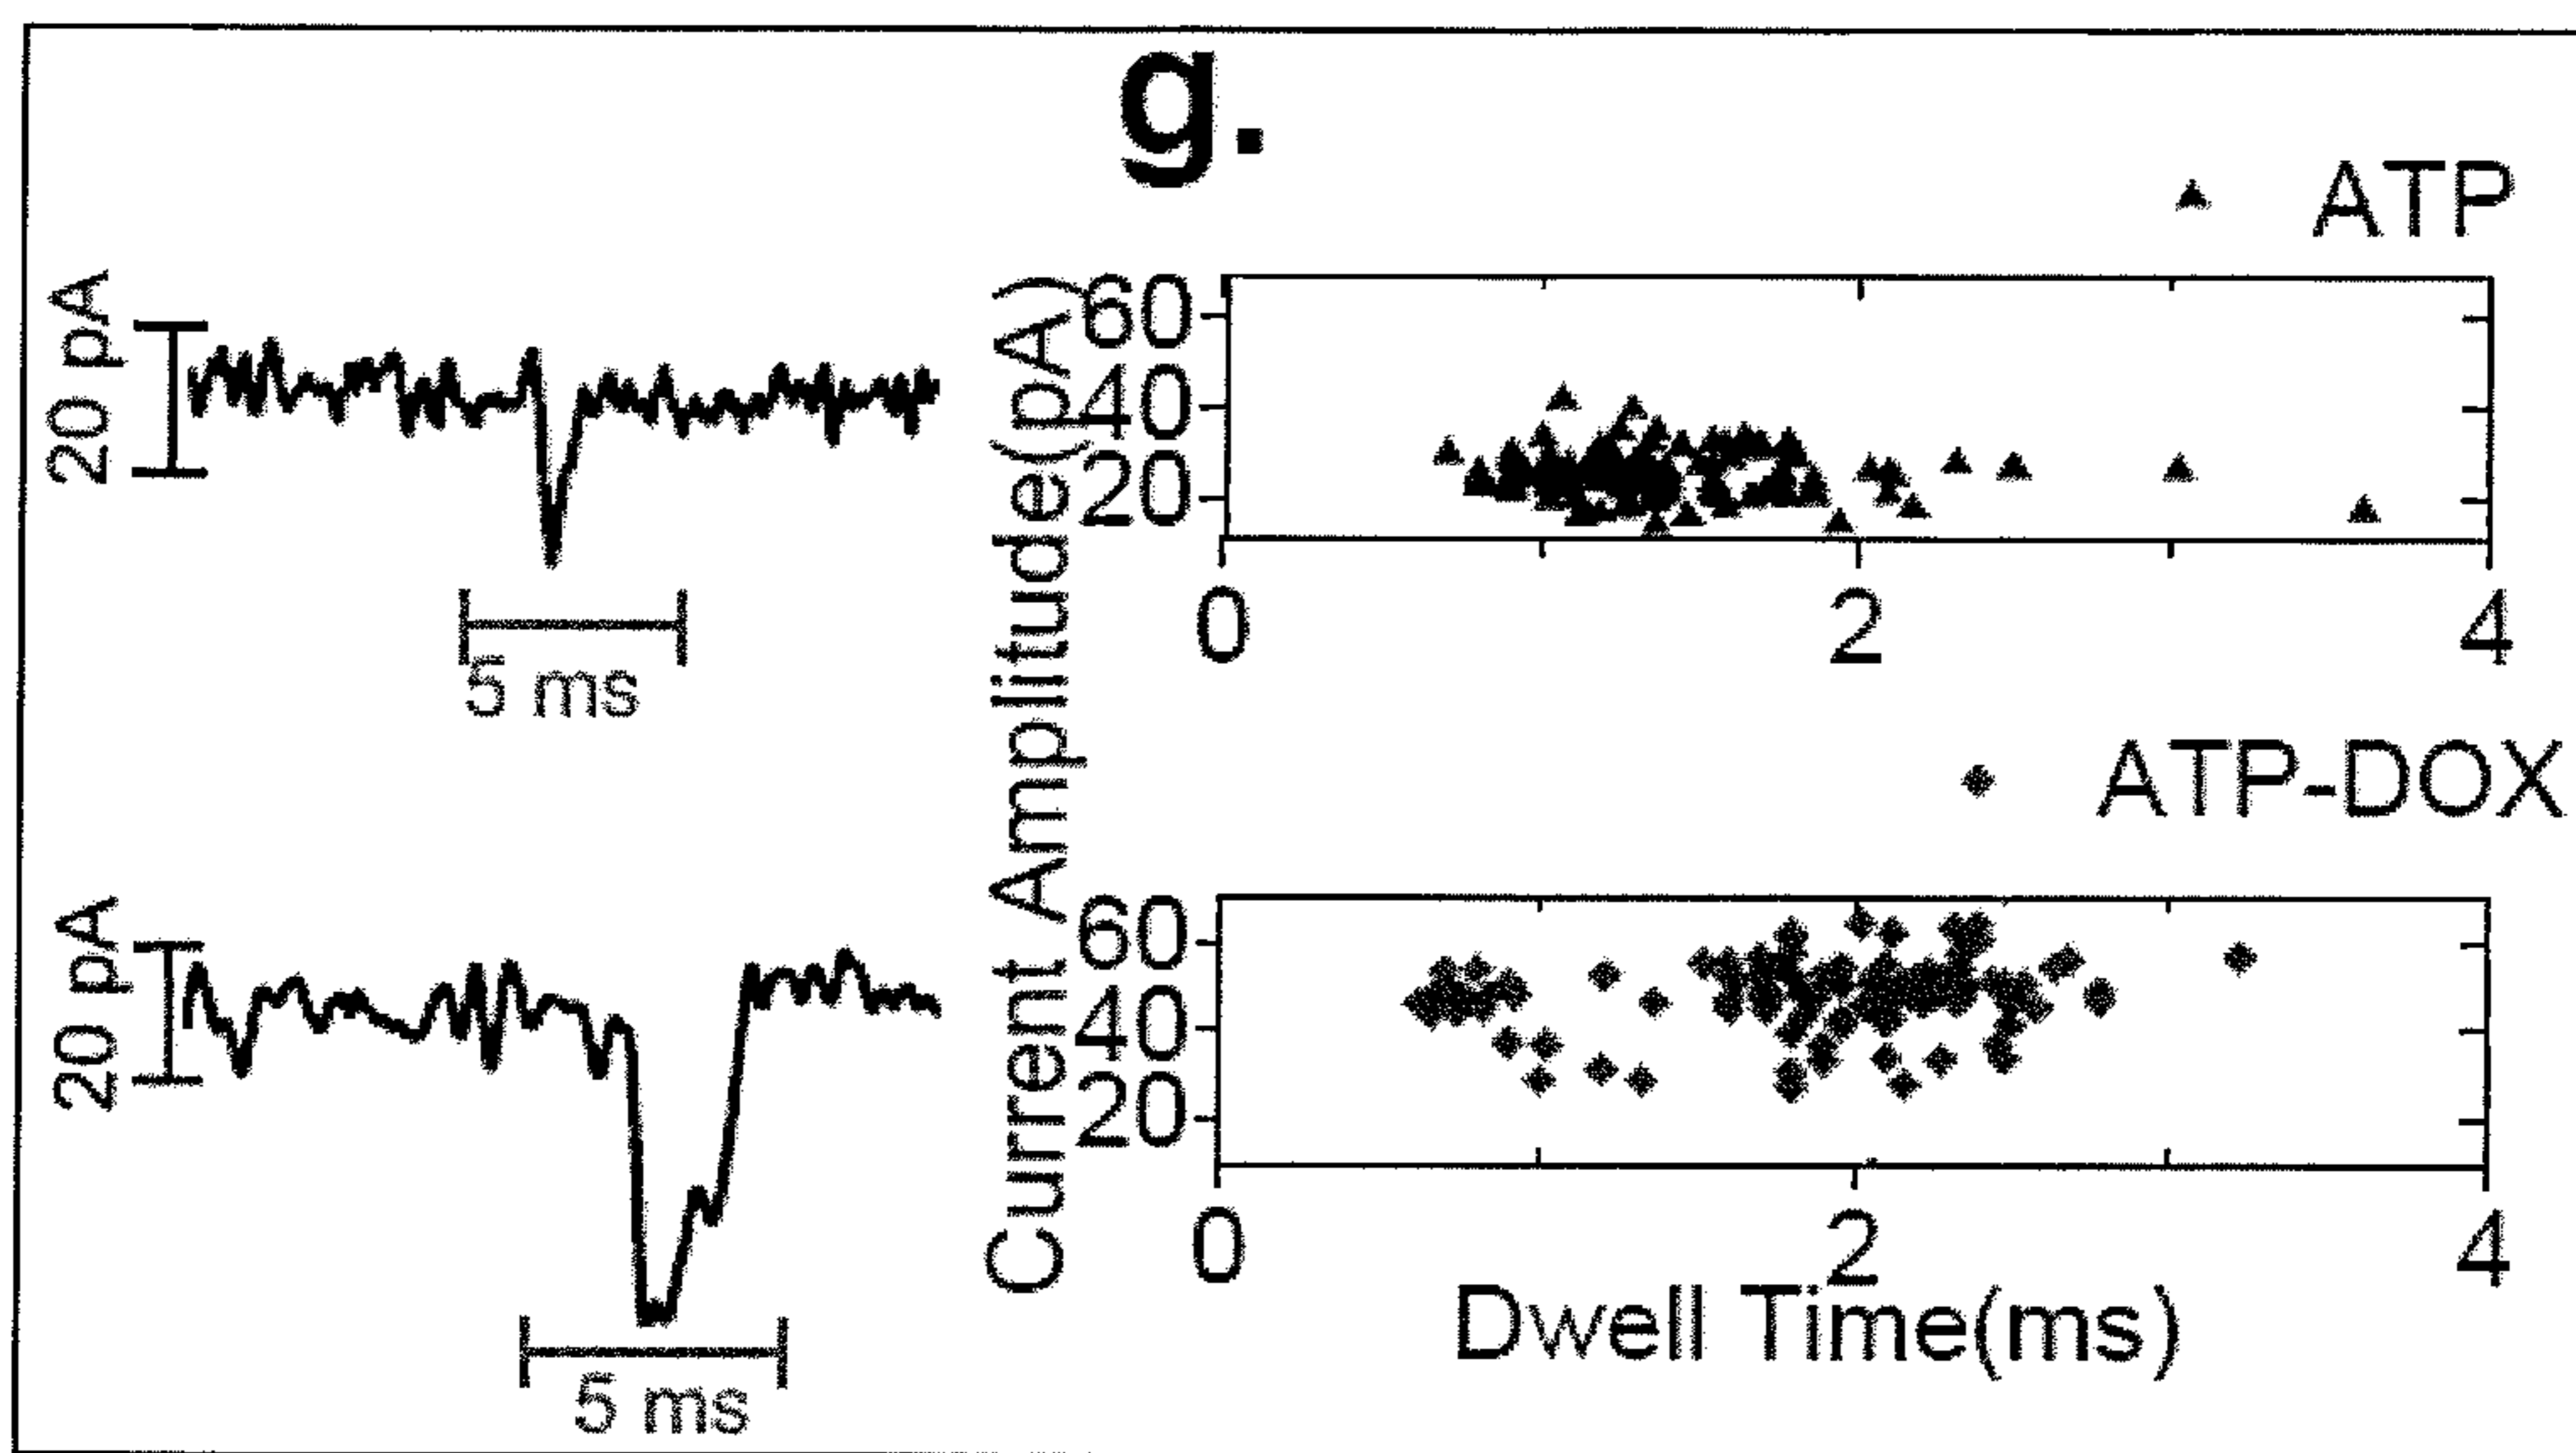 g.
▲ ATP
20 pA
5 ms
Current Amplitude(pA)
60
40
20
0 2 4
◆ ATP-DOX
20 pA
5 ms
60
40
20
0 2 4
Dwell Time(ms)